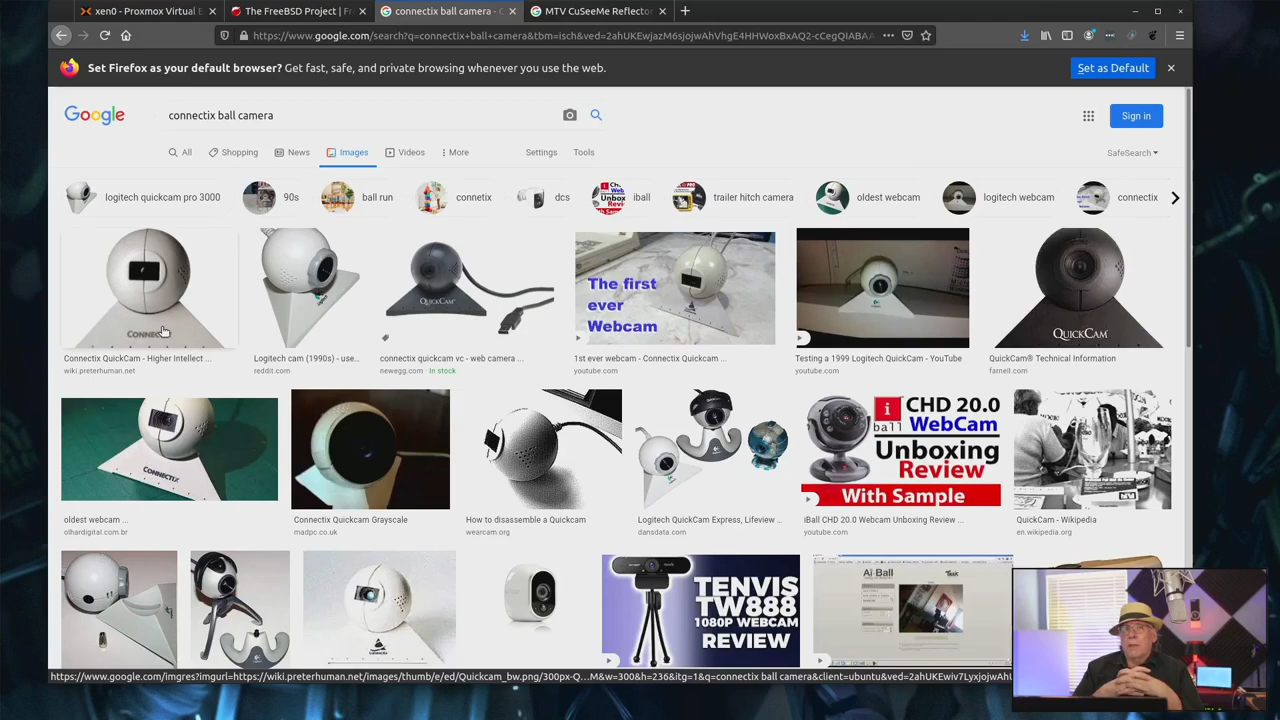 xen0 - Proxmox Virtual E
The FreeBSD Project | Fr
connectix ball camera - G
MTV CuSeeMe Reflector
https://www.google.com/search?q=connectix+ball+camera&tbm=isch&ved=2ahUKEwjazM6sjojwAhVhgE4HHWoxBxAQ2-cCegQIABAA
Set Firefox as your default browser? Get fast, safe, and private browsing whenever you use the web.
Set as Default
Google
connectix ball camera
Sign in
All
Shopping
News
Images
Videos
More
Settings
Tools
SafeSearch
logitech quickcam pro 3000
90s
ball run
connetix
dcs
iball
trailer hitch camera
oldest webcam
logitech webcam
connectix
CONNECTIX
QUICKCAM
The first
ever
Webcam
QUICKCAM
Connectix QuickCam - Higher Intellect ...
wiki.preterhuman.net
Logitech cam (1990s) - use...
reddit.com
connectix quickcam vc - web camera ...
newegg.com · In stock
1st ever webcam - Connectix Quickcam ...
youtube.com
Testing a 1999 Logitech QuickCam - YouTube
youtube.com
QuickCam® Technical Information
farnell.com
CONNECTIX
i
ball
CHD 20.0
WebCam
Unboxing
Review
With Sample
oldest webcam ...
olhardigital.com.br
Connectix Quickcam Grayscale
madpc.co.uk
How to disassemble a Quickcam
wearcam.org
Logitech QuickCam Express, Lifeview ...
dansdata.com
iBall CHD 20.0 Webcam Unboxing Review ...
youtube.com
QuickCam - Wikipedia
en.wikipedia.org
TENVIS
TW888
1080P WEBCAM
REVIEW
Ai-Ball